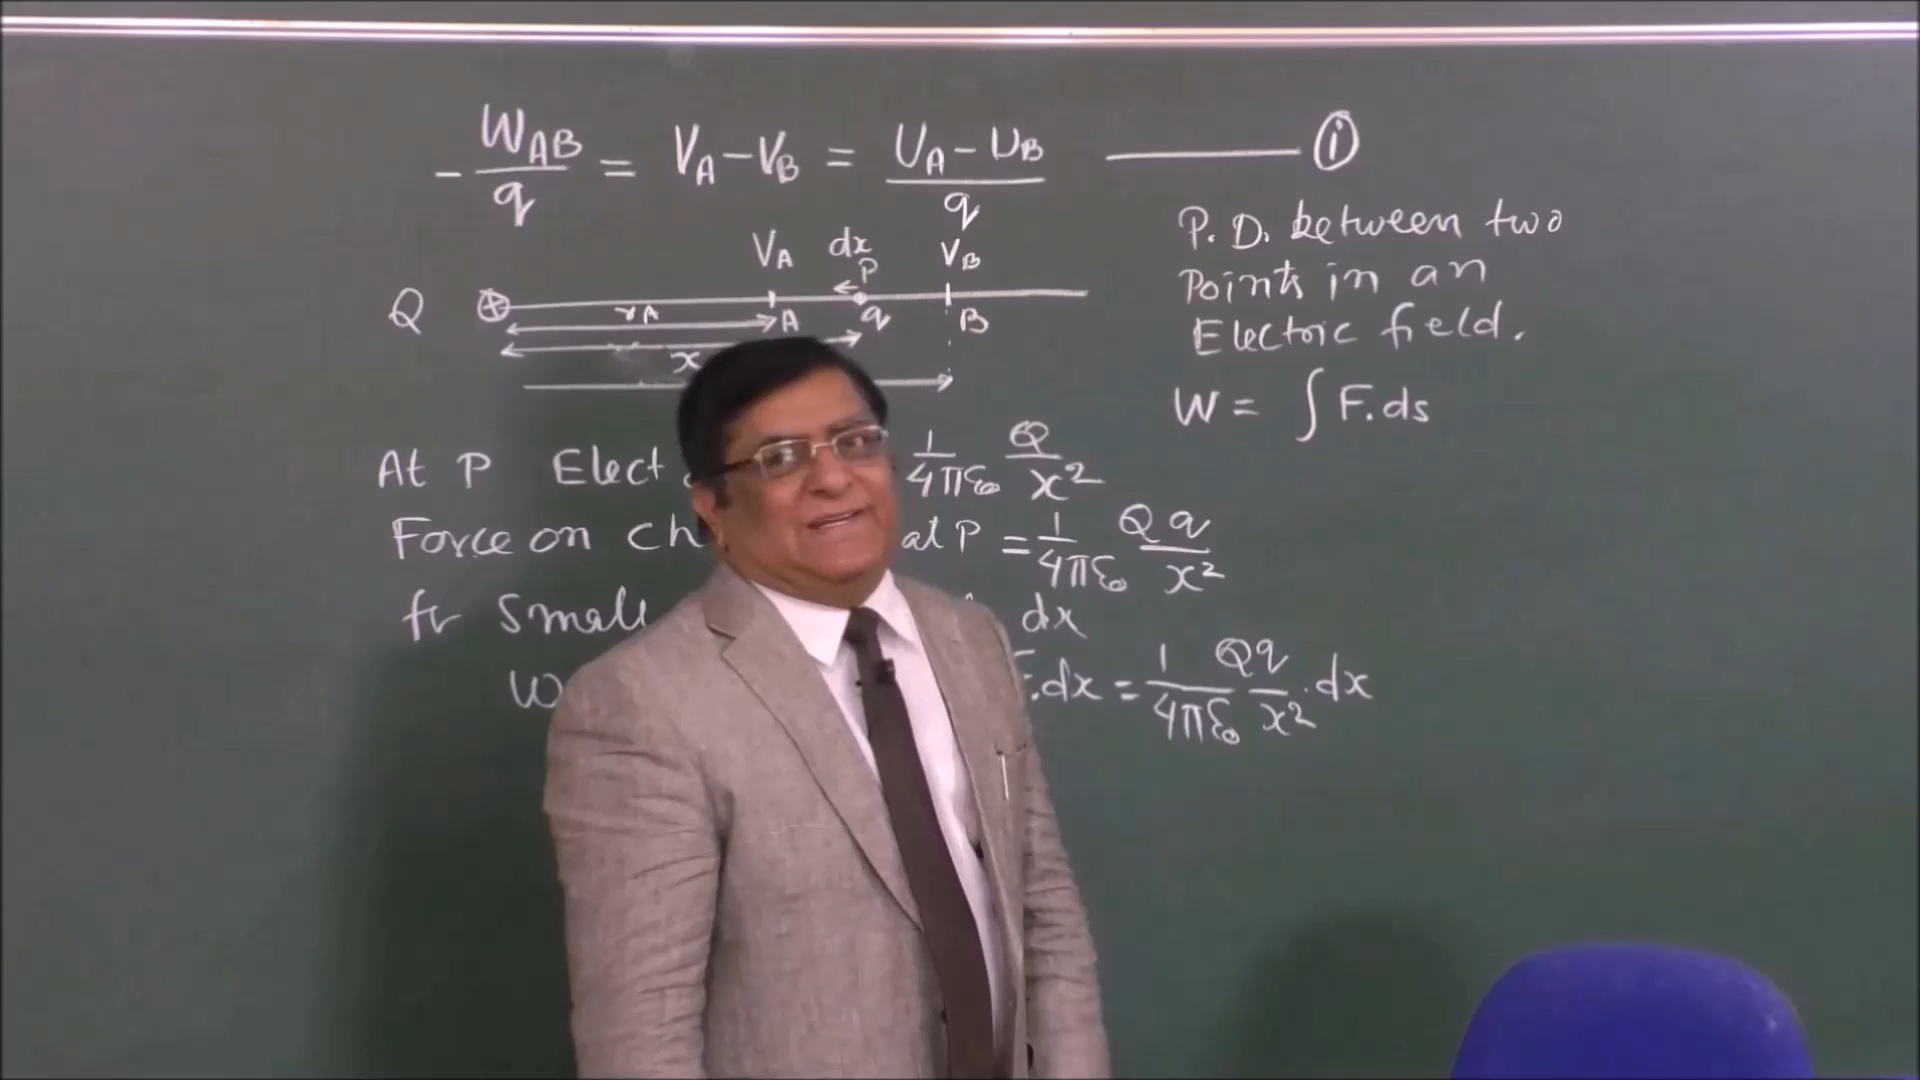 - W_AB / q = V_A - V_B = (U_A - U_B) / q ——— (i)
V_A dx V_B
P
Q ⊕ r_A A q B
x
P.D. between two
Points in an
Electric field.
W = ∫ F.ds
At P Elect 1/4πε₀ Q/x²
Force on at P = 1/4πε₀ Qq/x²
fr Small dx
W .dx = 1/4πε₀ Qq/x² . dx